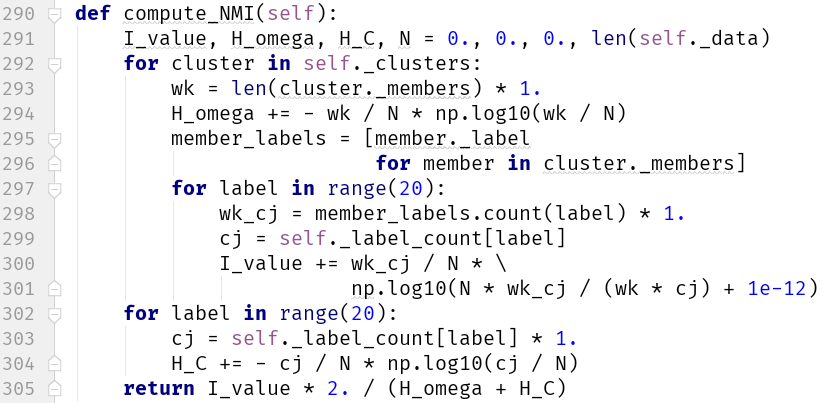 290 def compute_NMI(self):
291     I_value, H_omega, H_C, N = 0., 0., 0., len(self._data)
292     for cluster in self._clusters:
293         wk = len(cluster._members) * 1.
294         H_omega += - wk / N * np.log10(wk / N)
295         member_labels = [member._label
296                          for member in cluster._members]
297         for label in range(20):
298             wk_cj = member_labels.count(label) * 1.
299             cj = self._label_count[label]
300             I_value += wk_cj / N * \
301                        np.log10(N * wk_cj / (wk * cj) + 1e-12)
302     for label in range(20):
303         cj = self._label_count[label] * 1.
304         H_C += - cj / N * np.log10(cj / N)
305     return I_value * 2. / (H_omega + H_C)